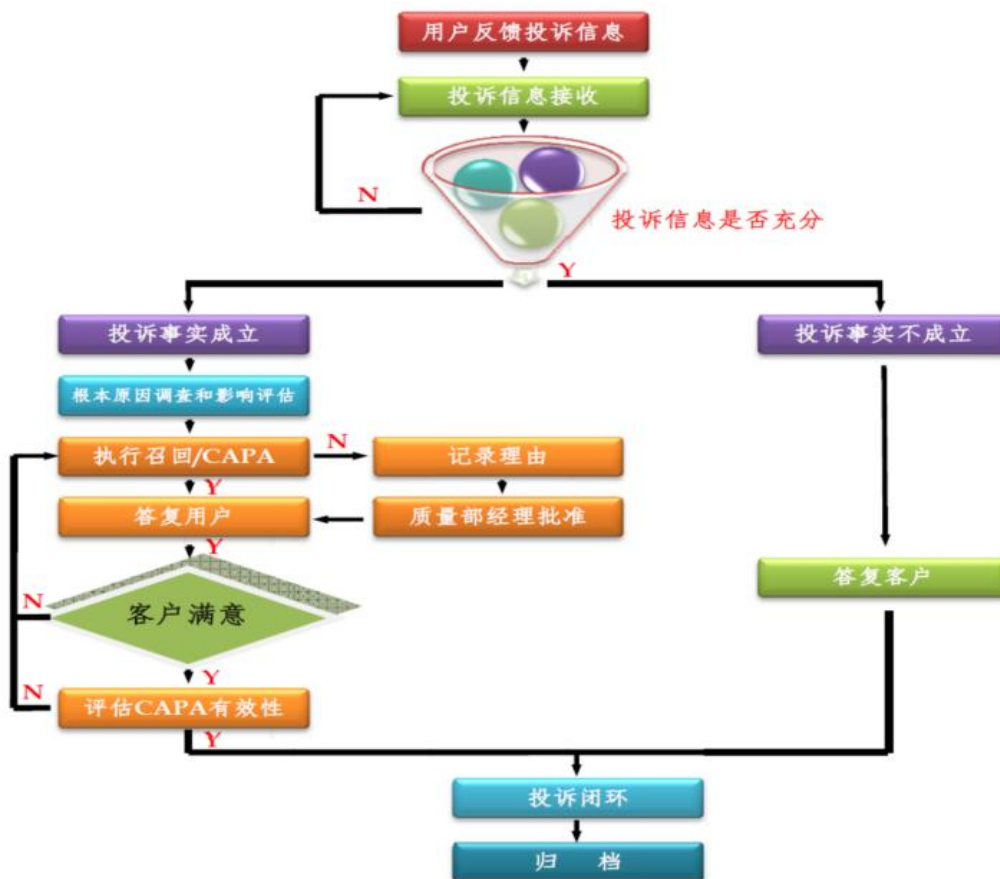 用户反馈投诉信息
投诉信息接收
N
投诉信息是否充分
Y
投诉事实成立
投诉事实不成立
根本原因调查和影响评估
执行召回/CAPA
N
记录理由
Y
答复用户
质量部经理批准
Y
答复客户
N
客户满意
Y
N
评估CAPA有效性
Y
投诉闭环
归 档